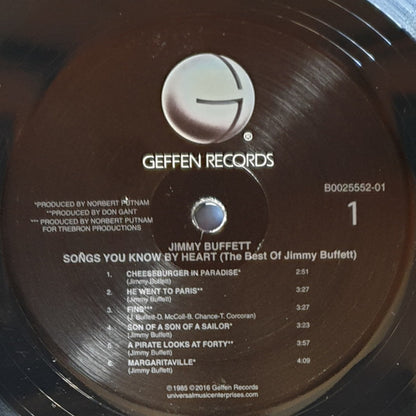 G
®
GEFFEN RECORDS
B0025552-01
1
*PRODUCED BY NORBERT PUTNAM
**PRODUCED BY DON GANT
*** PRODUCED BY NORBERT PUTNAM
FOR TREBRON PRODUCTIONS
JIMMY BUFFETT
SONGS YOU KNOW BY HEART (The Best Of Jimmy Buffett)
1. CHEESEBURGER IN PARADISE* 2:51
(Jimmy Buffett)
2. HE WENT TO PARIS** 3:27
(Jimmy Buffett)
3. FINS*** 3:27
(J. Buffett-D. McColl-B. Chance-T. Corcoran)
4. SON OF A SON OF A SAILOR* 3:23
(Jimmy Buffett)
5. A PIRATE LOOKS AT FORTY** 3:57
(Jimmy Buffett)
6. MARGARITAVILLE* 4:09
(Jimmy Buffett)
℗ 1985 © 2016 Geffen Records
universalmusicenterprises.com